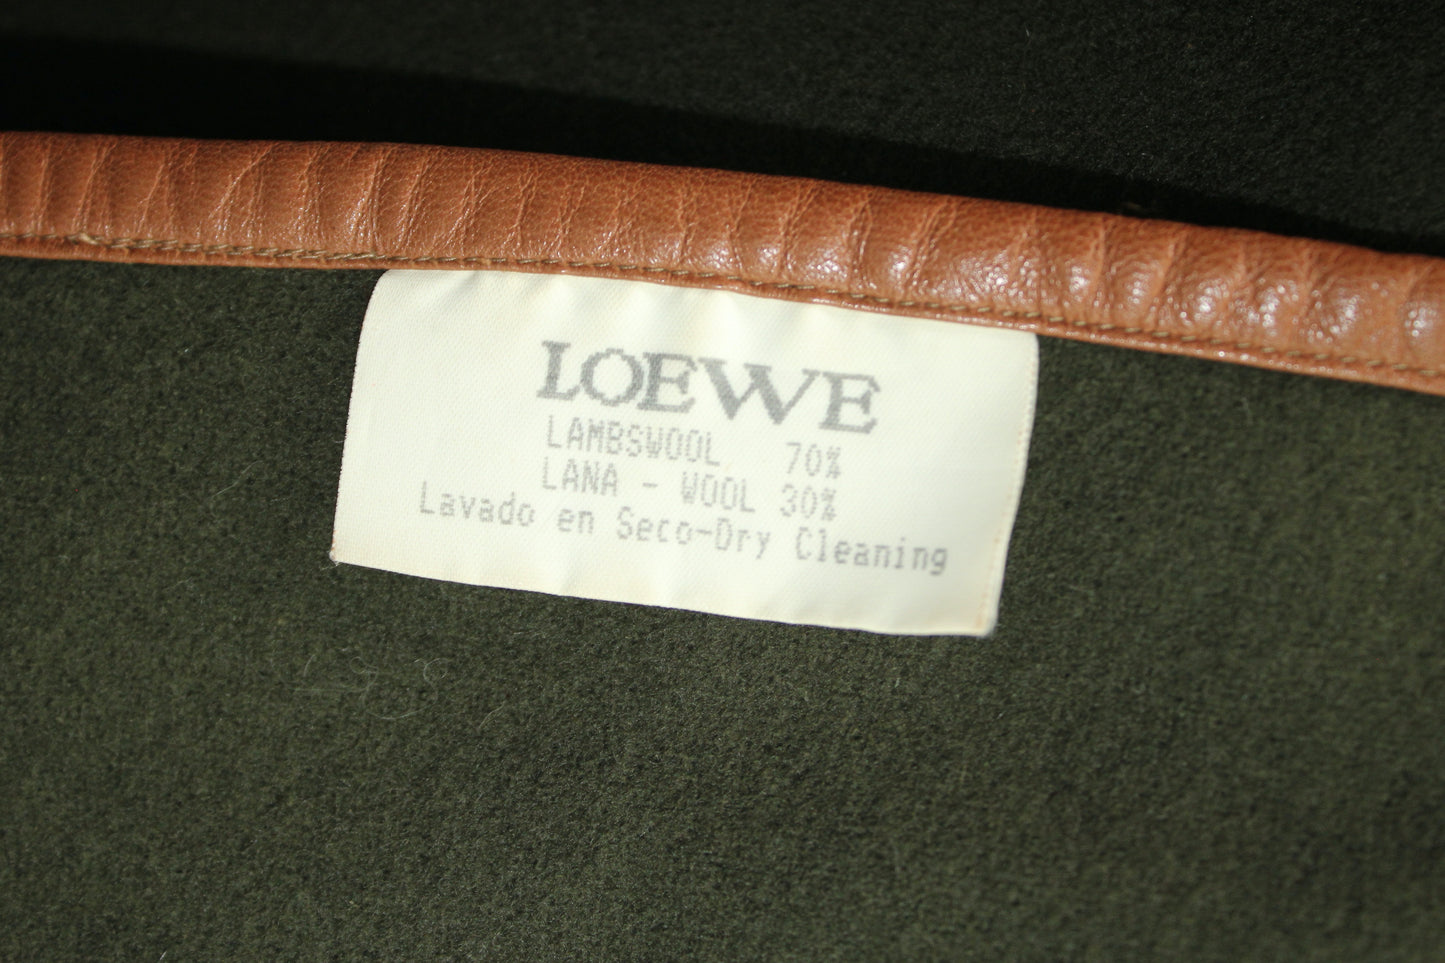 LOEWE
LAMBSWOOL 70%
LANA - WOOL 30%
Lavado en Seco-Dry Cleaning